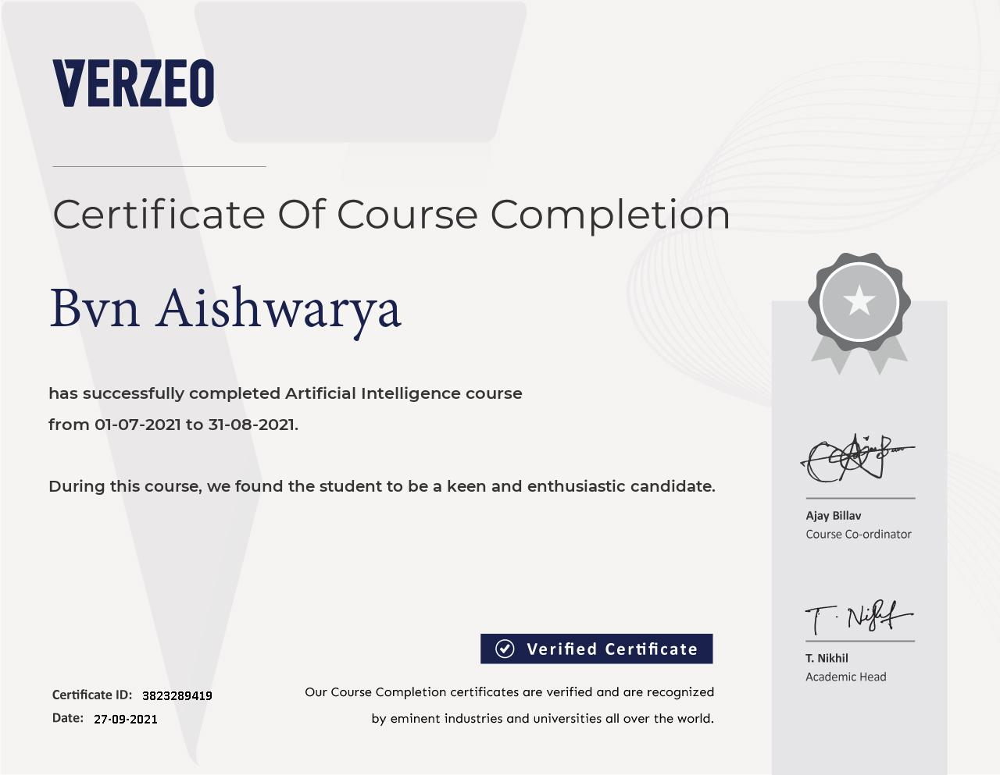 VERZEO
Certificate Of Course Completion
Bvn Aishwarya
has successfully completed Artificial Intelligence course
from 01-07-2021 to 31-08-2021.
During this course, we found the student to be a keen and enthusiastic candidate.
Ajay Billav
Course Co-ordinator
T. Nikhil
T. Nikhil
Academic Head
Verified Certificate
Our Course Completion certificates are verified and are recognized
by eminent industries and universities all over the world.
Certificate ID: 3823289419
Date: 27-09-2021